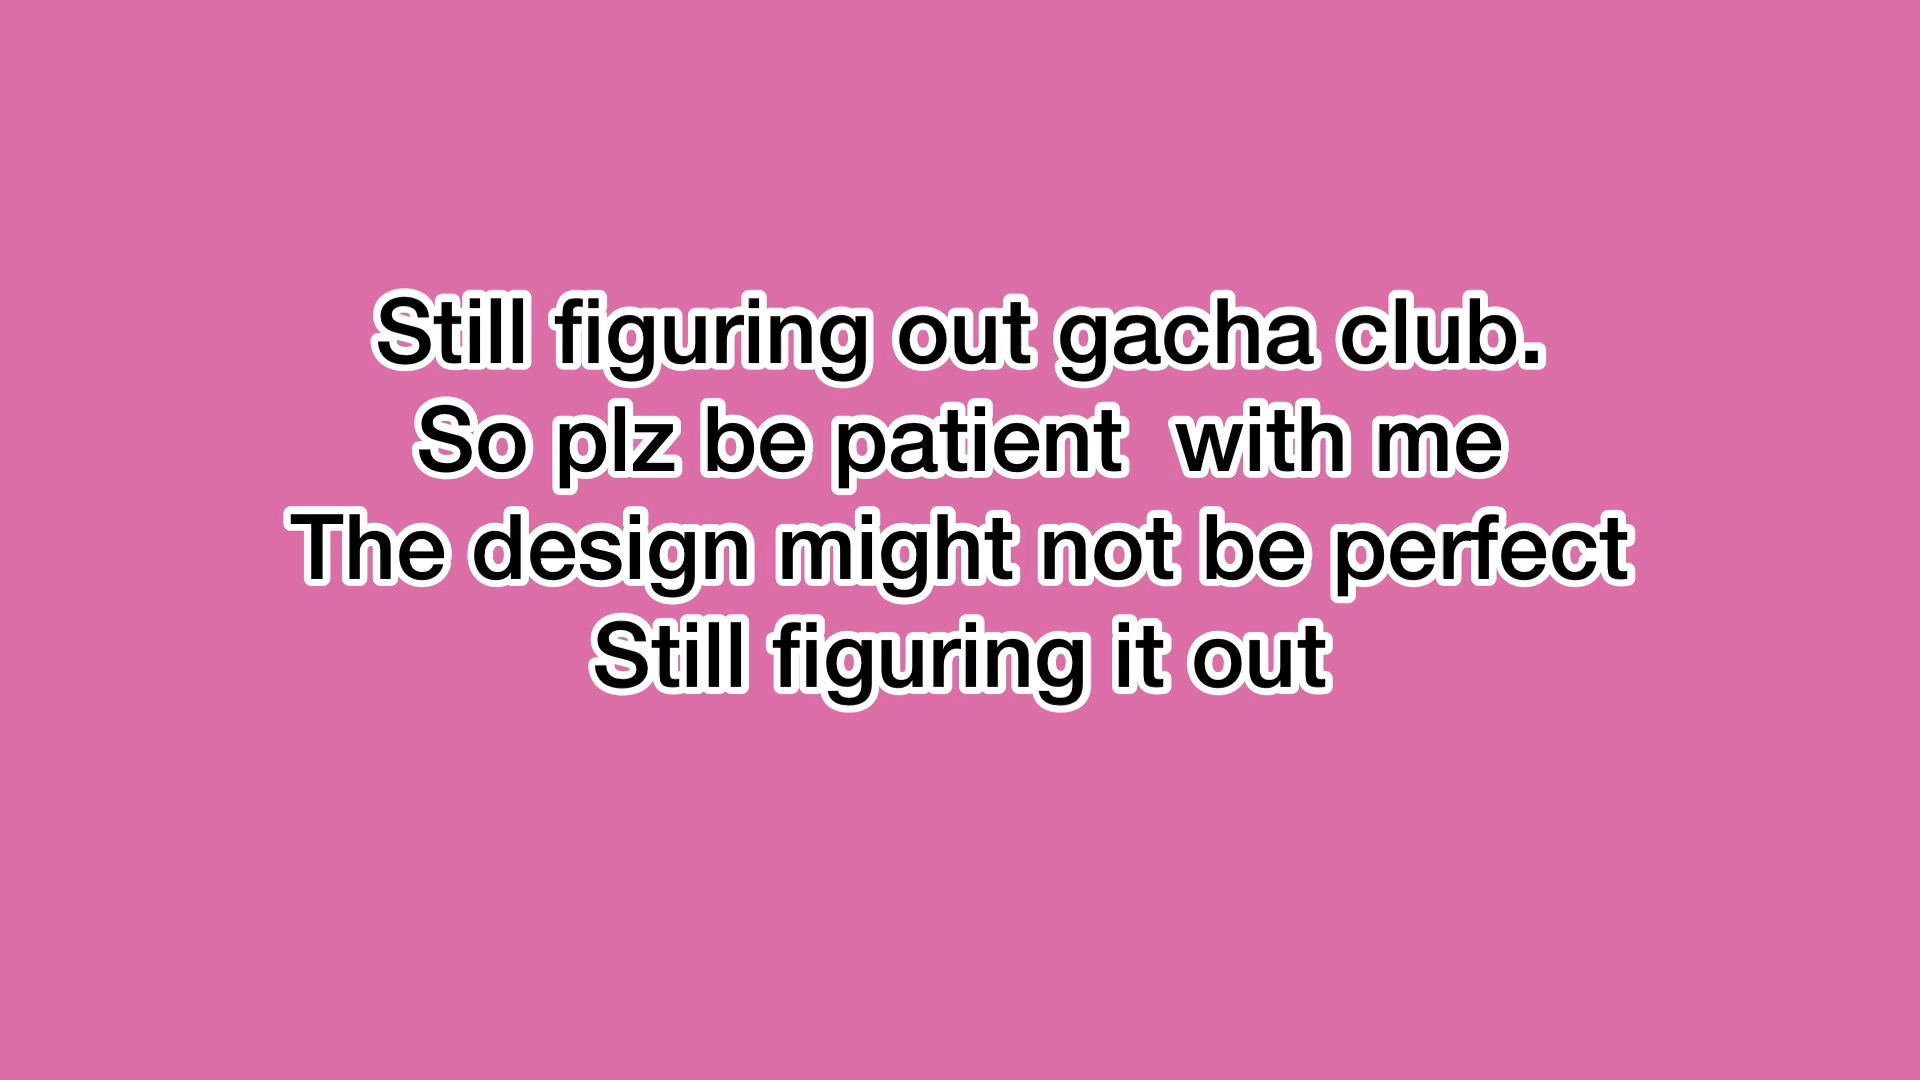 Still figuring out gacha club.
So plz be patient  with me
The design might not be perfect
Still figuring it out